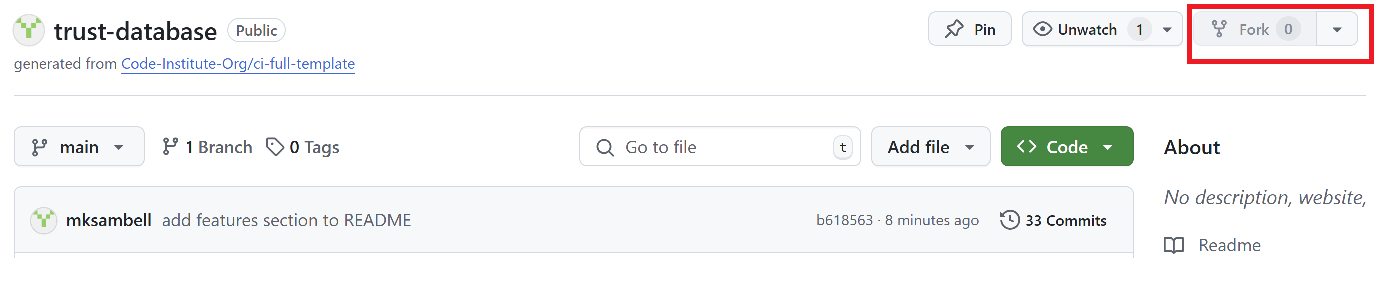 trust-database Public Pin Unwatch 1 Fork 0
generated from Code-Institute-Org/ci-full-template
main 1 Branch 0 Tags Go to file t Add file Code About
No description, website,
mksambell add features section to README b618563 · 8 minutes ago 33 Commits
Readme